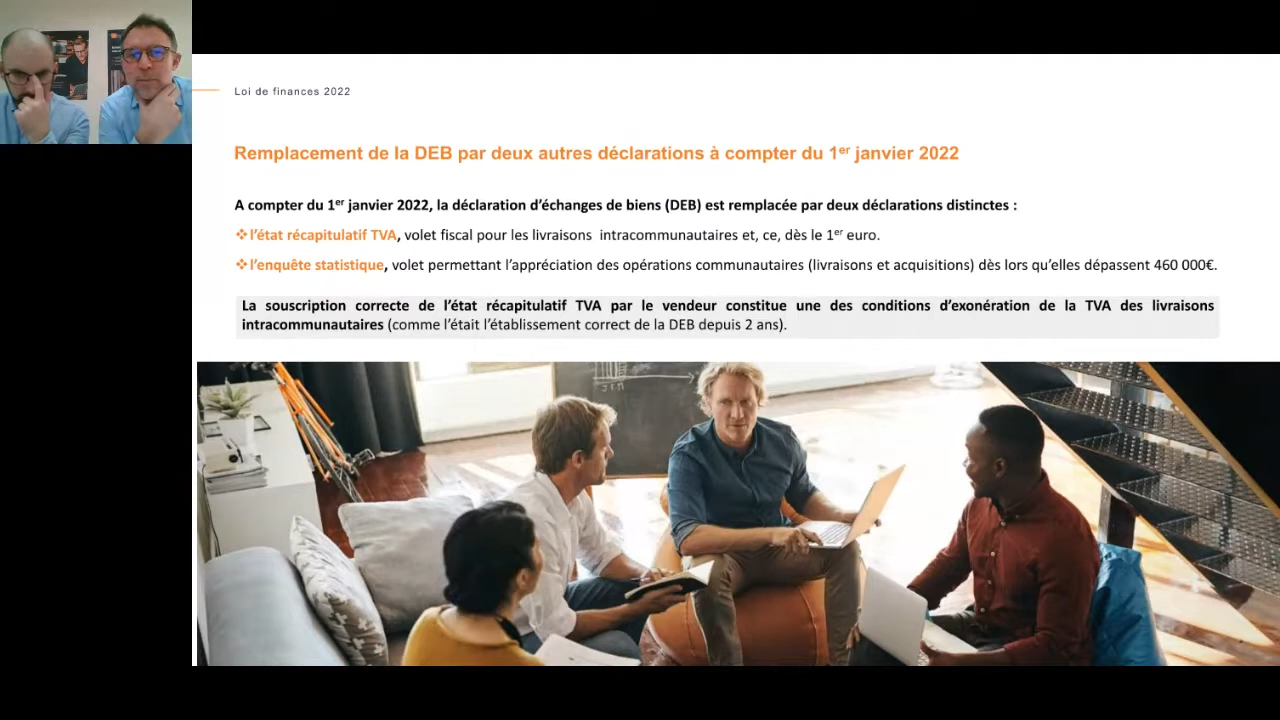 Loi de finances 2022
Remplacement de la DEB par deux autres déclarations à compter du 1er janvier 2022
A compter du 1er janvier 2022, la déclaration d’échanges de biens (DEB) est remplacée par deux déclarations distinctes :
❖l’état récapitulatif TVA, volet fiscal pour les livraisons intracommunautaires et, ce, dès le 1er euro.
❖l’enquête statistique, volet permettant l’appréciation des opérations communautaires (livraisons et acquisitions) dès lors qu’elles dépassent 460 000€.
La souscription correcte de l’état récapitulatif TVA par le vendeur constitue une des conditions d’exonération de la TVA des livraisons
intracommunautaires (comme l’était l’établissement correct de la DEB depuis 2 ans).